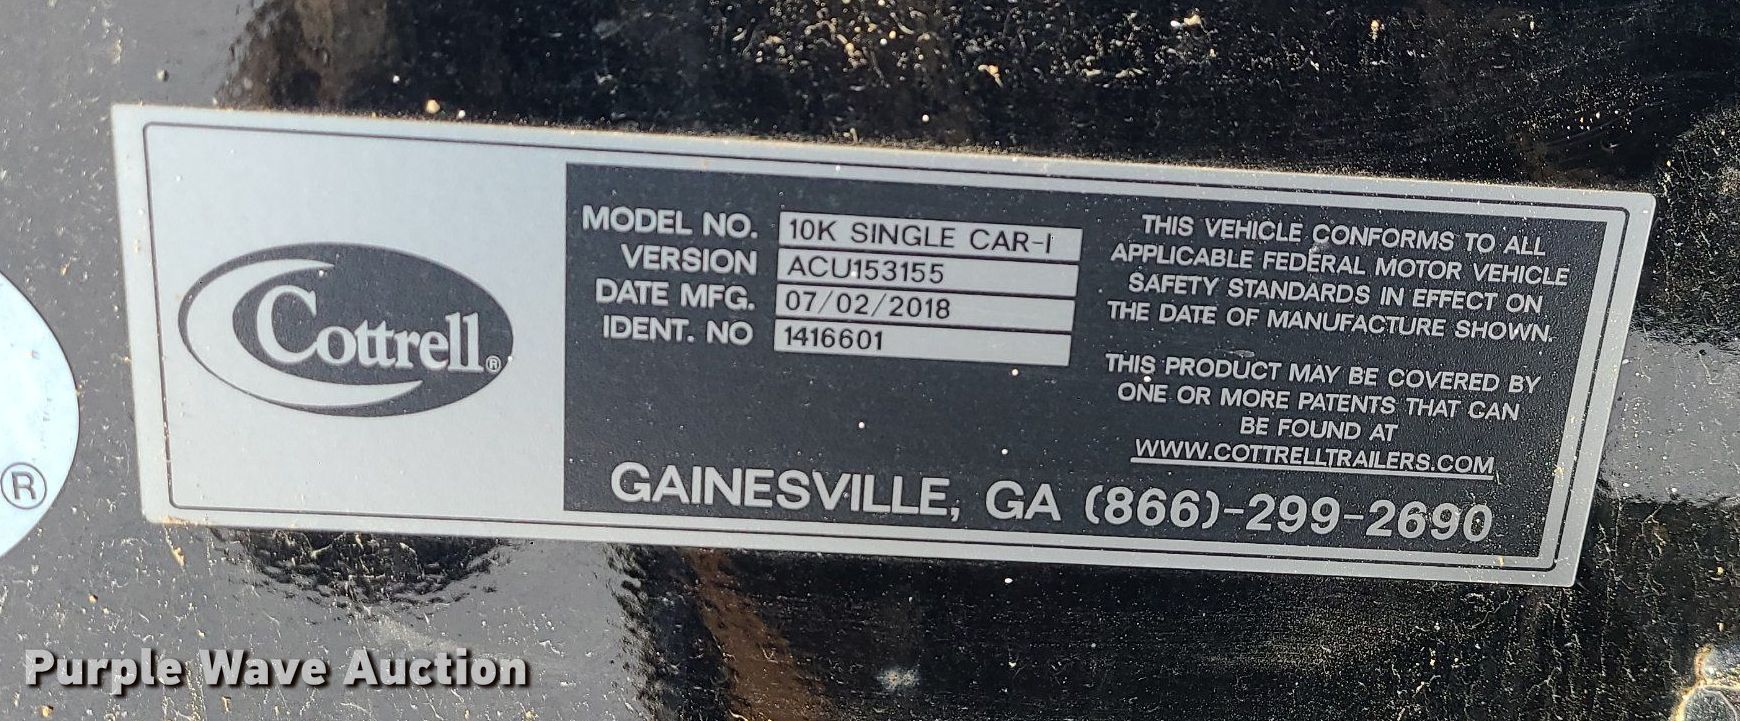 Cottrell®
MODEL NO. 10K SINGLE CAR-I
VERSION ACU153155
DATE MFG. 07/02/2018
IDENT. NO 1416601
THIS VEHICLE CONFORMS TO ALL
APPLICABLE FEDERAL MOTOR VEHICLE
SAFETY STANDARDS IN EFFECT ON
THE DATE OF MANUFACTURE SHOWN.
THIS PRODUCT MAY BE COVERED BY
ONE OR MORE PATENTS THAT CAN
BE FOUND AT
WWW.COTTRELLTRAILERS.COM
GAINESVILLE, GA (866)-299-2690
®
Purple Wave Auction